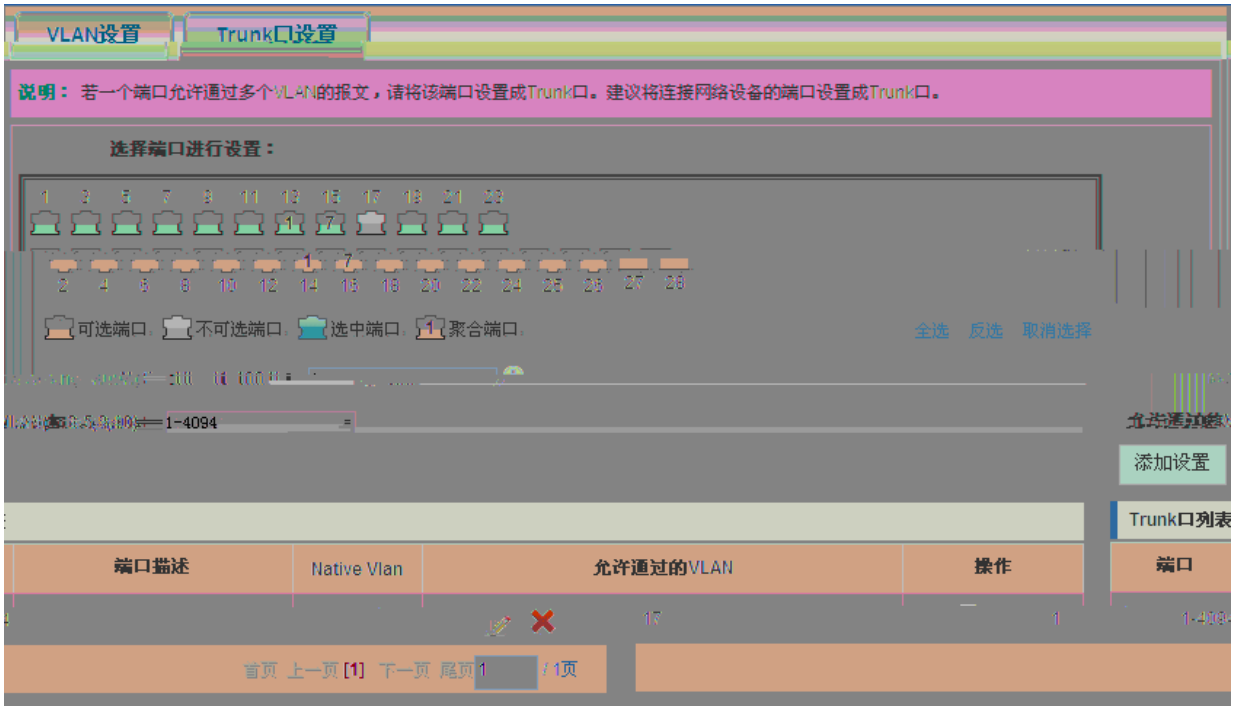 VLAN设置 Trunk口设置
说明： 若一个端口允许通过多个VLAN的报文，请将该端口设置成Trunk口。建议将连接网络设备的端口设置成Trunk口。
选择端口进行设置：
1 3 5 7 9 11 13 15 17 19 21 23
1 7
1 7
2 4 6 8 10 12 14 16 18 20 22 24 25 26 27 28
可选端口 不可选端口 选中端口 1 聚合端口
全选 反选 取消选择
1-4094
允许通过
添加设置
Trunk口列表
端口描述 Native Vlan 允许通过的VLAN 操作 端口
17 1 1-4094
首页 上一页 [1] 下一页 尾页 1 / 1页